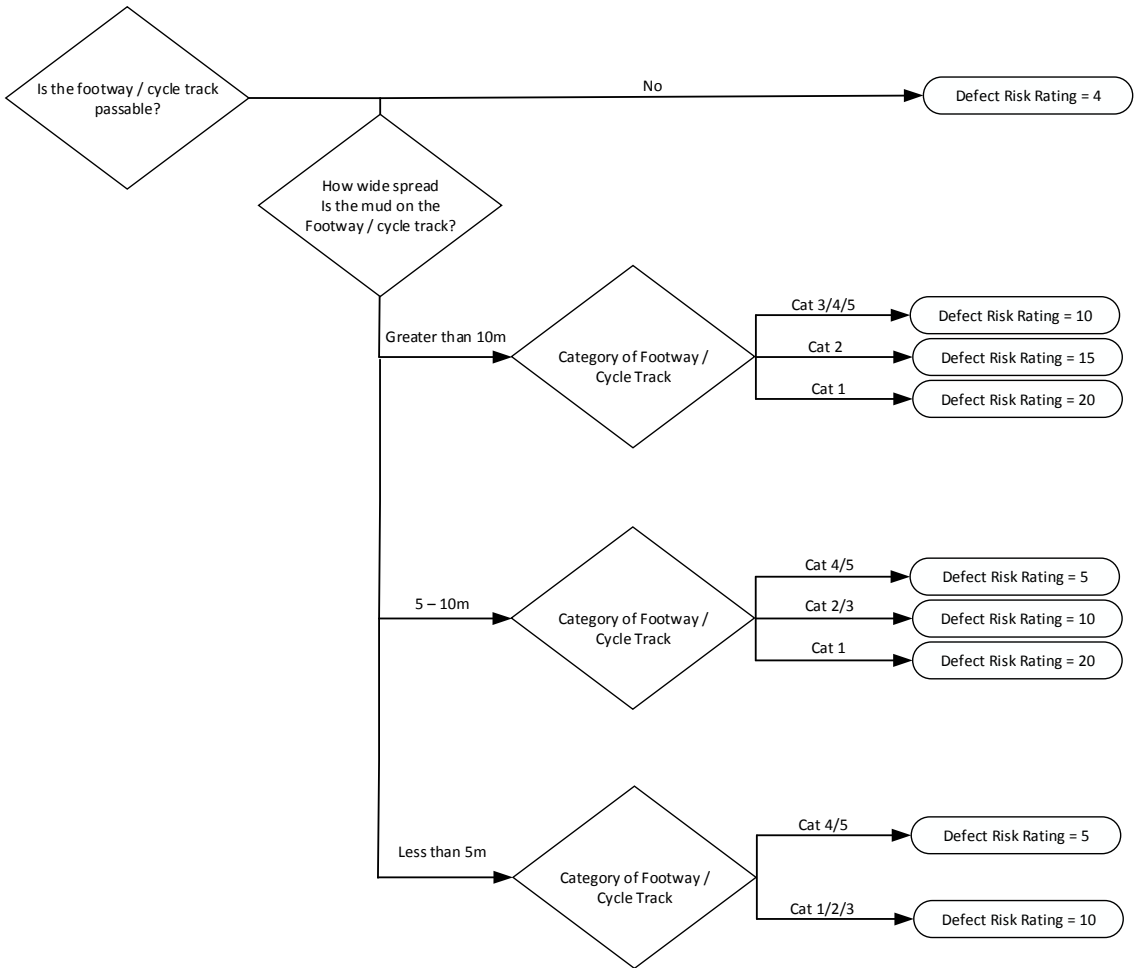 Is the footway / cycle track
passable?
No
Defect Risk Rating = 4
How wide spread
Is the mud on the
Footway / cycle track?
Greater than 10m
Category of Footway /
Cycle Track
Cat 3/4/5
Defect Risk Rating = 10
Cat 2
Defect Risk Rating = 15
Cat 1
Defect Risk Rating = 20
5 – 10m
Category of Footway /
Cycle Track
Cat 4/5
Defect Risk Rating = 5
Cat 2/3
Defect Risk Rating = 10
Cat 1
Defect Risk Rating = 20
Less than 5m
Category of Footway /
Cycle Track
Cat 4/5
Defect Risk Rating = 5
Cat 1/2/3
Defect Risk Rating = 10